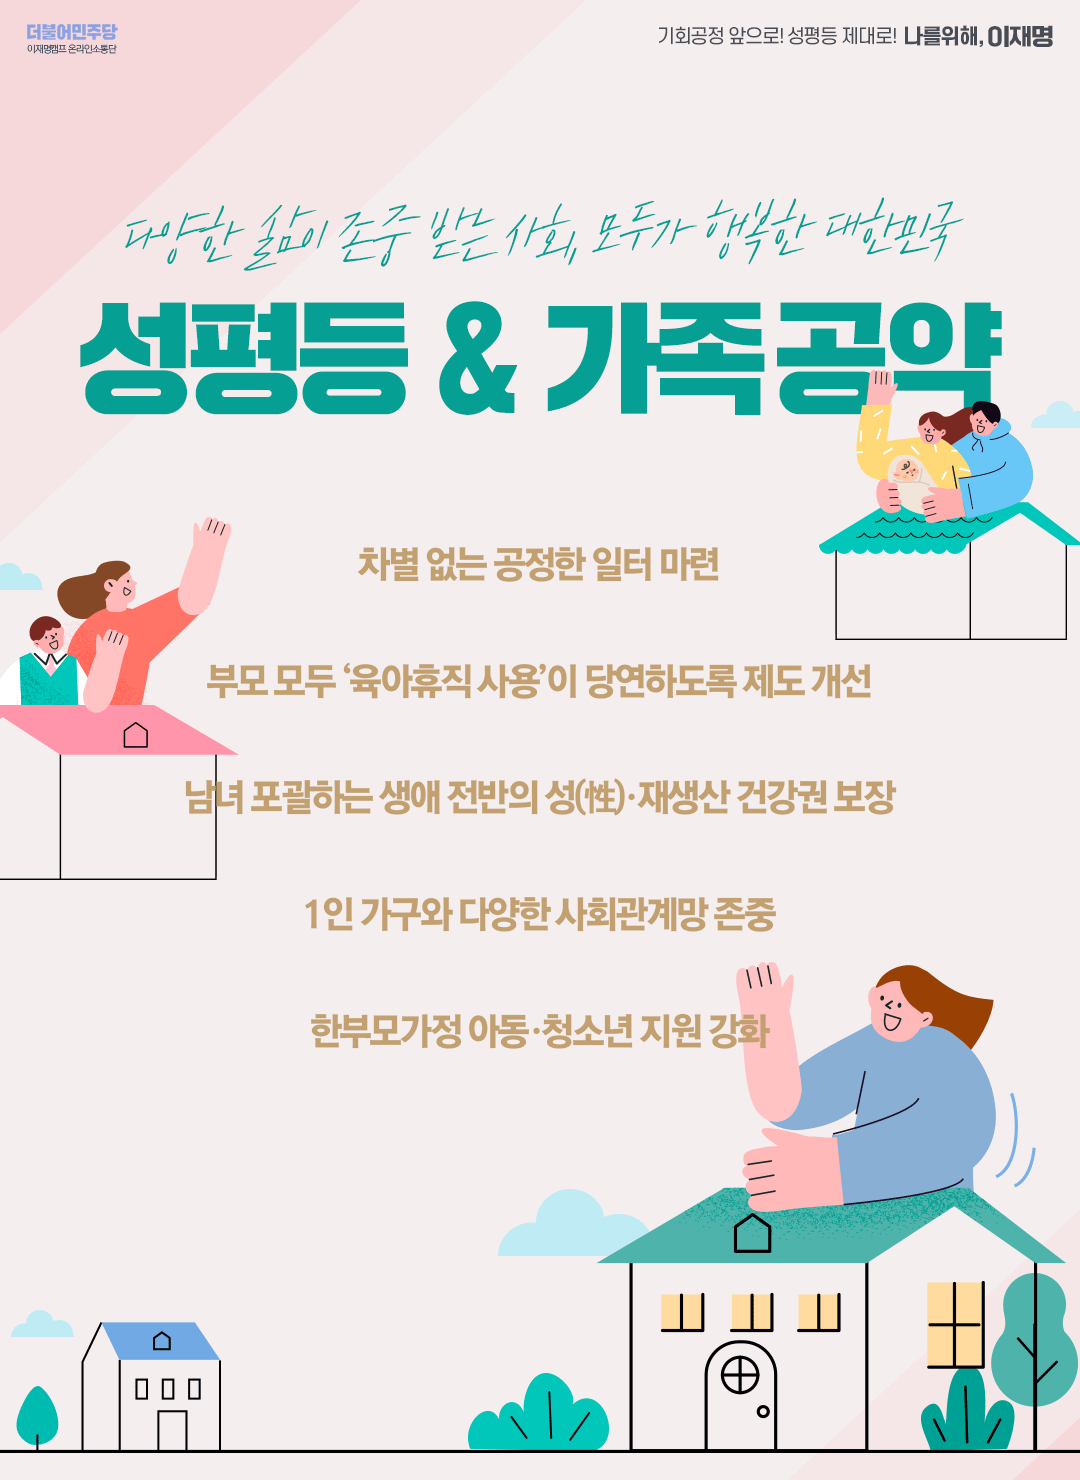 더불어민주당
이재명캠프 온라인소통단
기회공정 앞으로! 성평등 제대로! 나를위해, 이재명
다양한 삶이 존중 받는 사회, 모두가 행복한 대한민국
성평등 & 가족공약
차별 없는 공정한 일터 마련
부모 모두 ‘육아휴직 사용’이 당연하도록 제도 개선
남녀 포괄하는 생애 전반의 성(性)·재생산 건강권 보장
1인 가구와 다양한 사회관계망 존중
한부모가정 아동·청소년 지원 강화